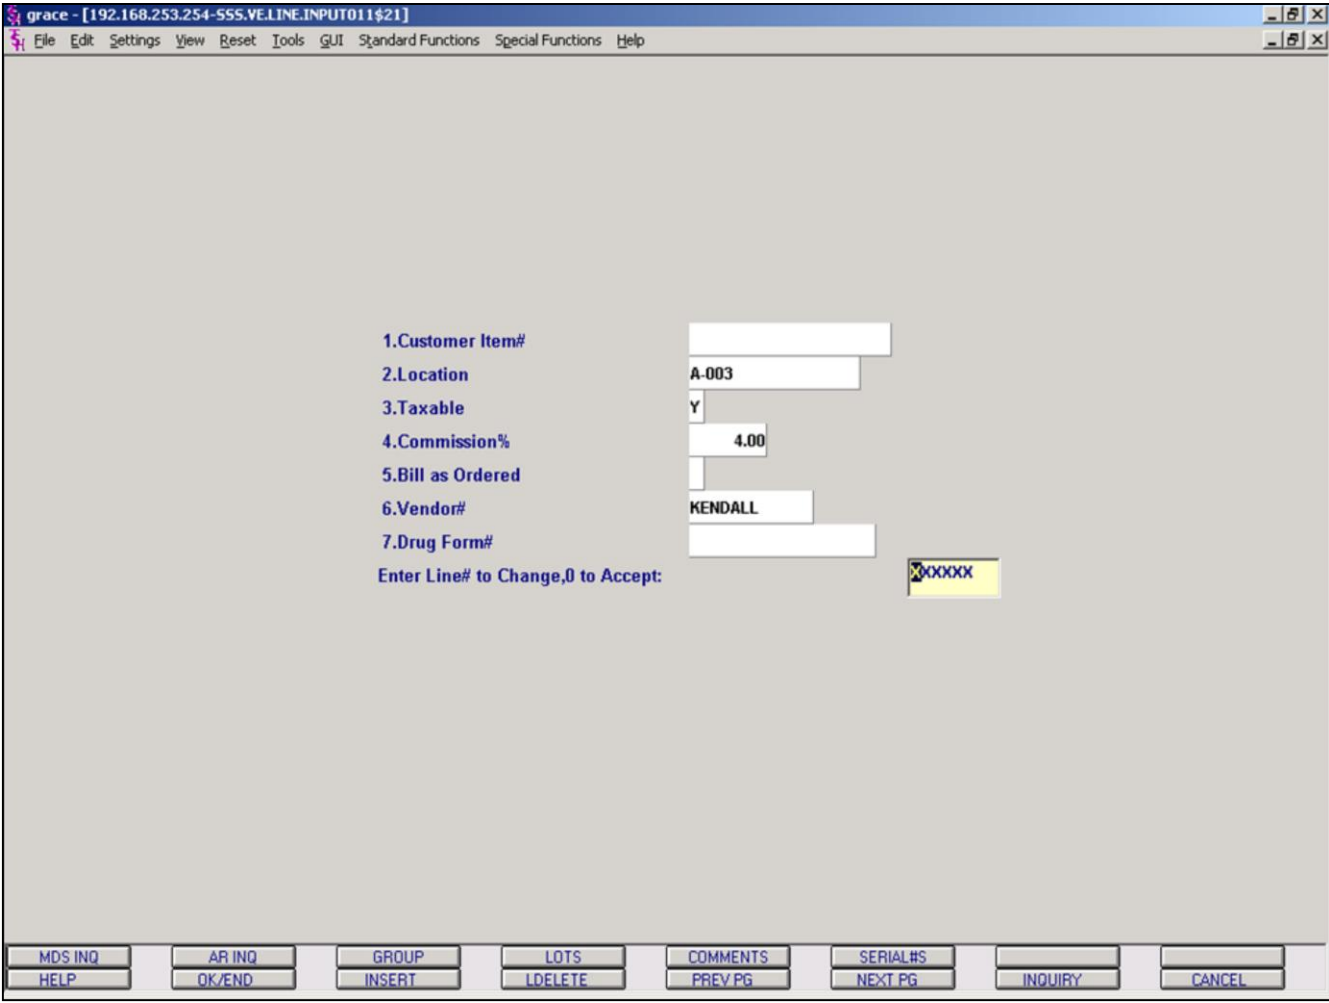 grace - [192.168.253.254-SSS.VE.LINE.INPUT011$21]
File Edit Settings View Reset Tools GUI Standard Functions Special Functions Help
1.Customer Item#
2.Location A-003
3.Taxable Y
4.Commission% 4.00
5.Bill as Ordered
6.Vendor# KENDALL
7.Drug Form#
Enter Line# to Change,0 to Accept: XXXXXX
MDS INQ AR INQ GROUP LOTS COMMENTS SERIAL#S
HELP OK/END INSERT LDELETE PREV PG NEXT PG INQUIRY CANCEL